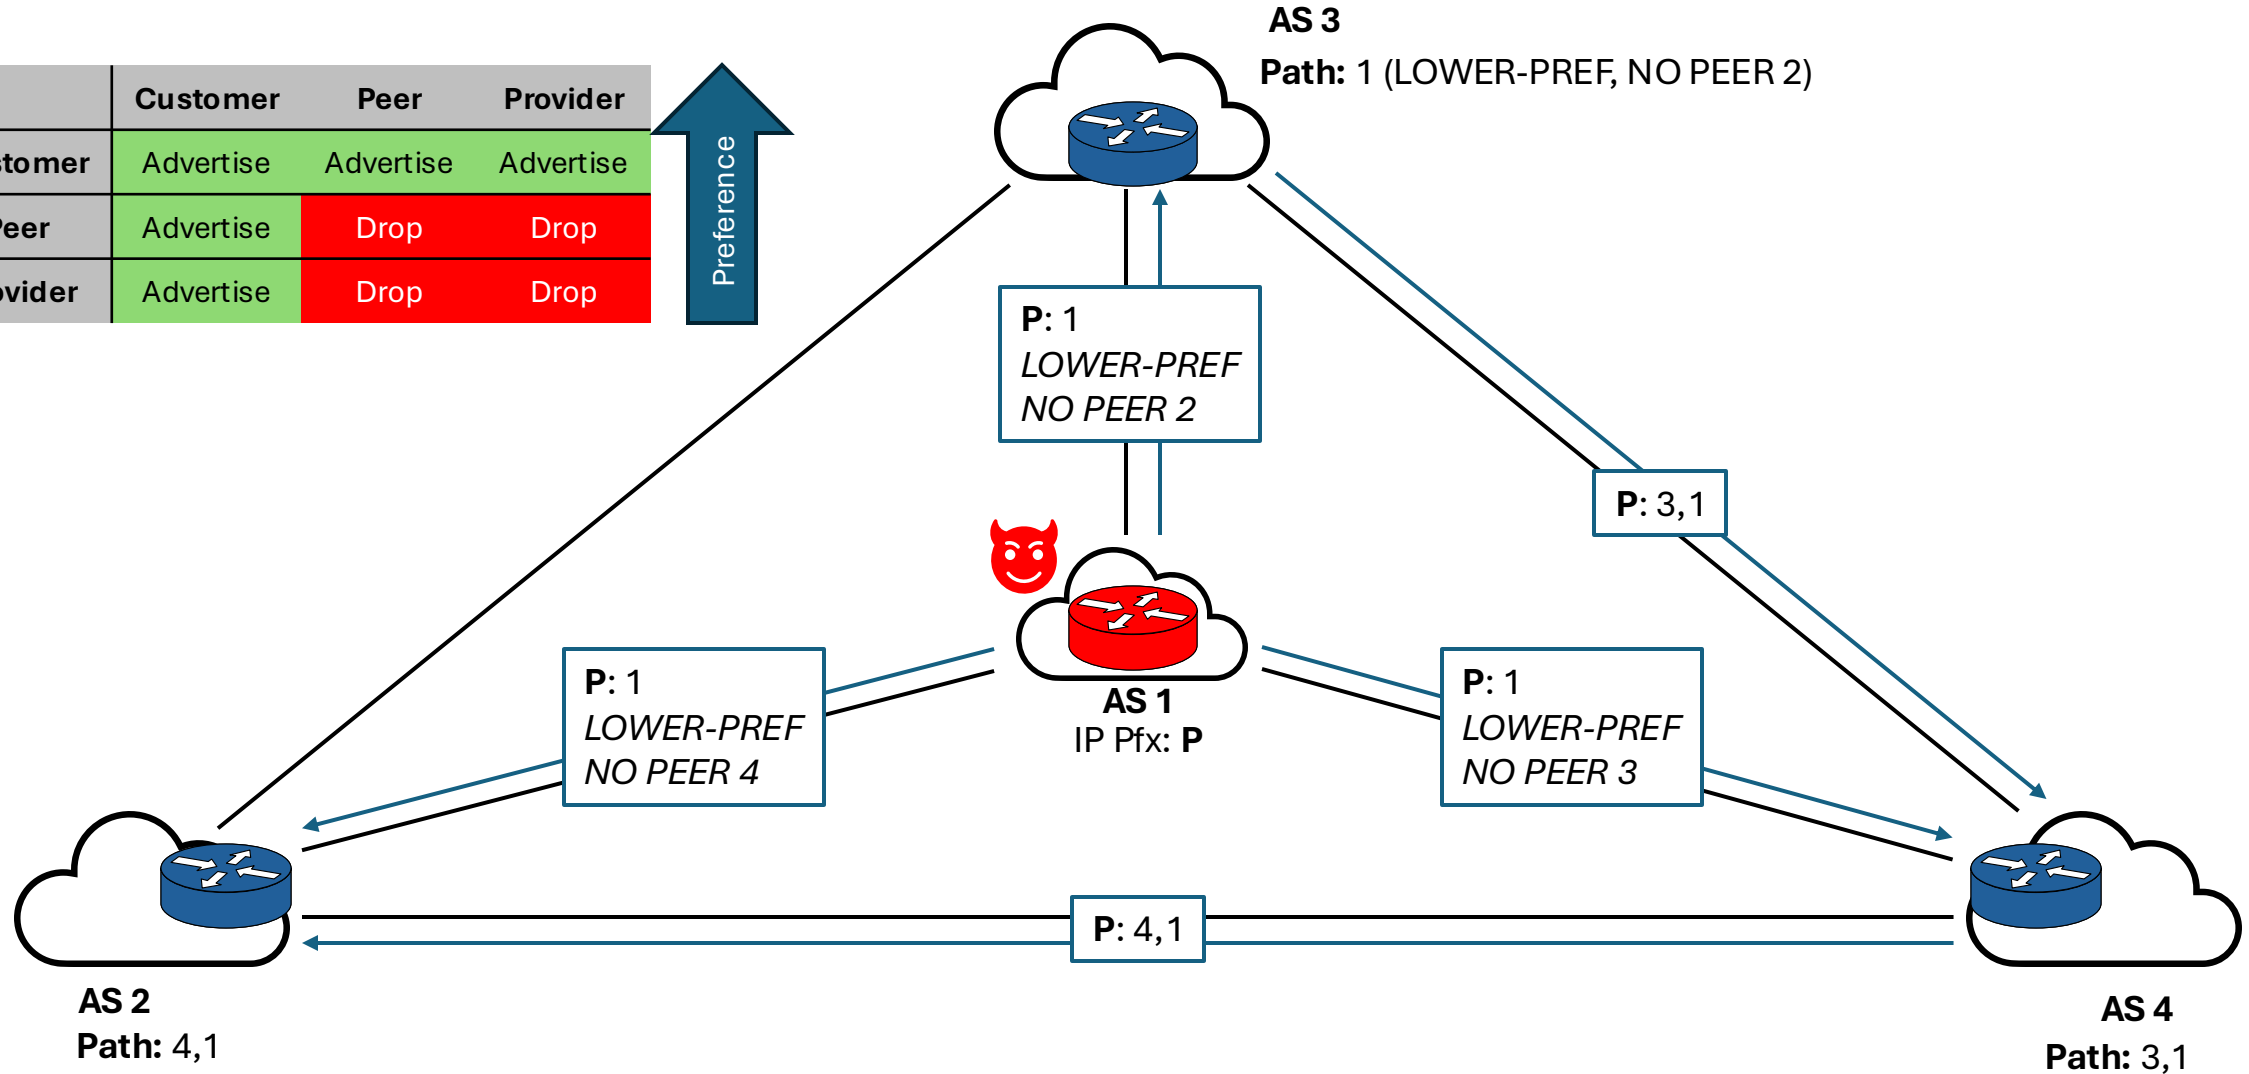 AS 3
Path: 1 (LOWER-PREF, NO PEER 2)
Customer Peer Provider
stomer Advertise Advertise Advertise
Peer Advertise Drop Drop
ovider Advertise Drop Drop
Preference
P: 1
LOWER-PREF
NO PEER 2
P: 3,1
P: 1
LOWER-PREF
NO PEER 4
AS 1
IP Pfx: P
P: 1
LOWER-PREF
NO PEER 3
P: 4,1
AS 2
Path: 4,1
AS 4
Path: 3,1